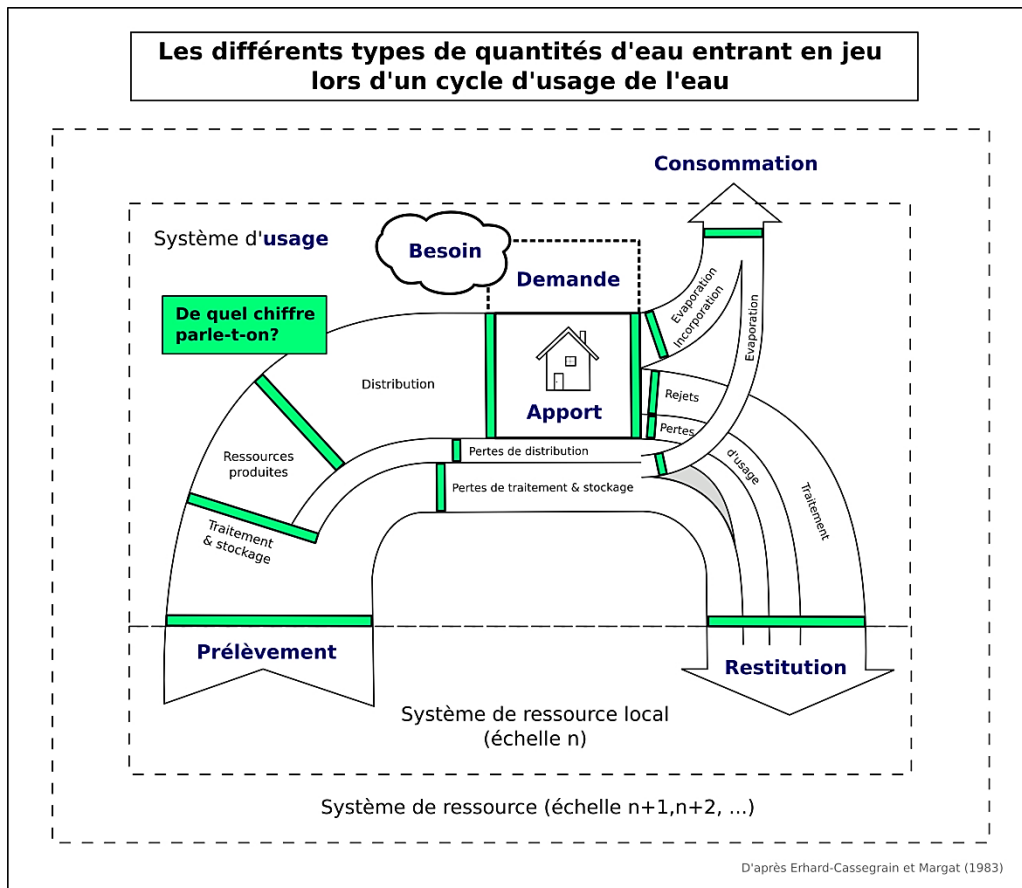 Les différents types de quantités d'eau entrant en jeu
lors d'un cycle d'usage de l'eau
Consommation
Système d'usage
Besoin
Demande
De quel chiffre
parle-t-on?
Evaporation
Incorporation
Evaporation
Distribution
Apport
Rejets
Pertes
d'usage
Traitement
Pertes de distribution
Ressources
produites
Pertes de traitement & stockage
Traitement
& stockage
Prélèvement
Restitution
Système de ressource local
(échelle n)
Système de ressource (échelle n+1,n+2, ...)
D'après Erhard-Cassegrain et Margat (1983)